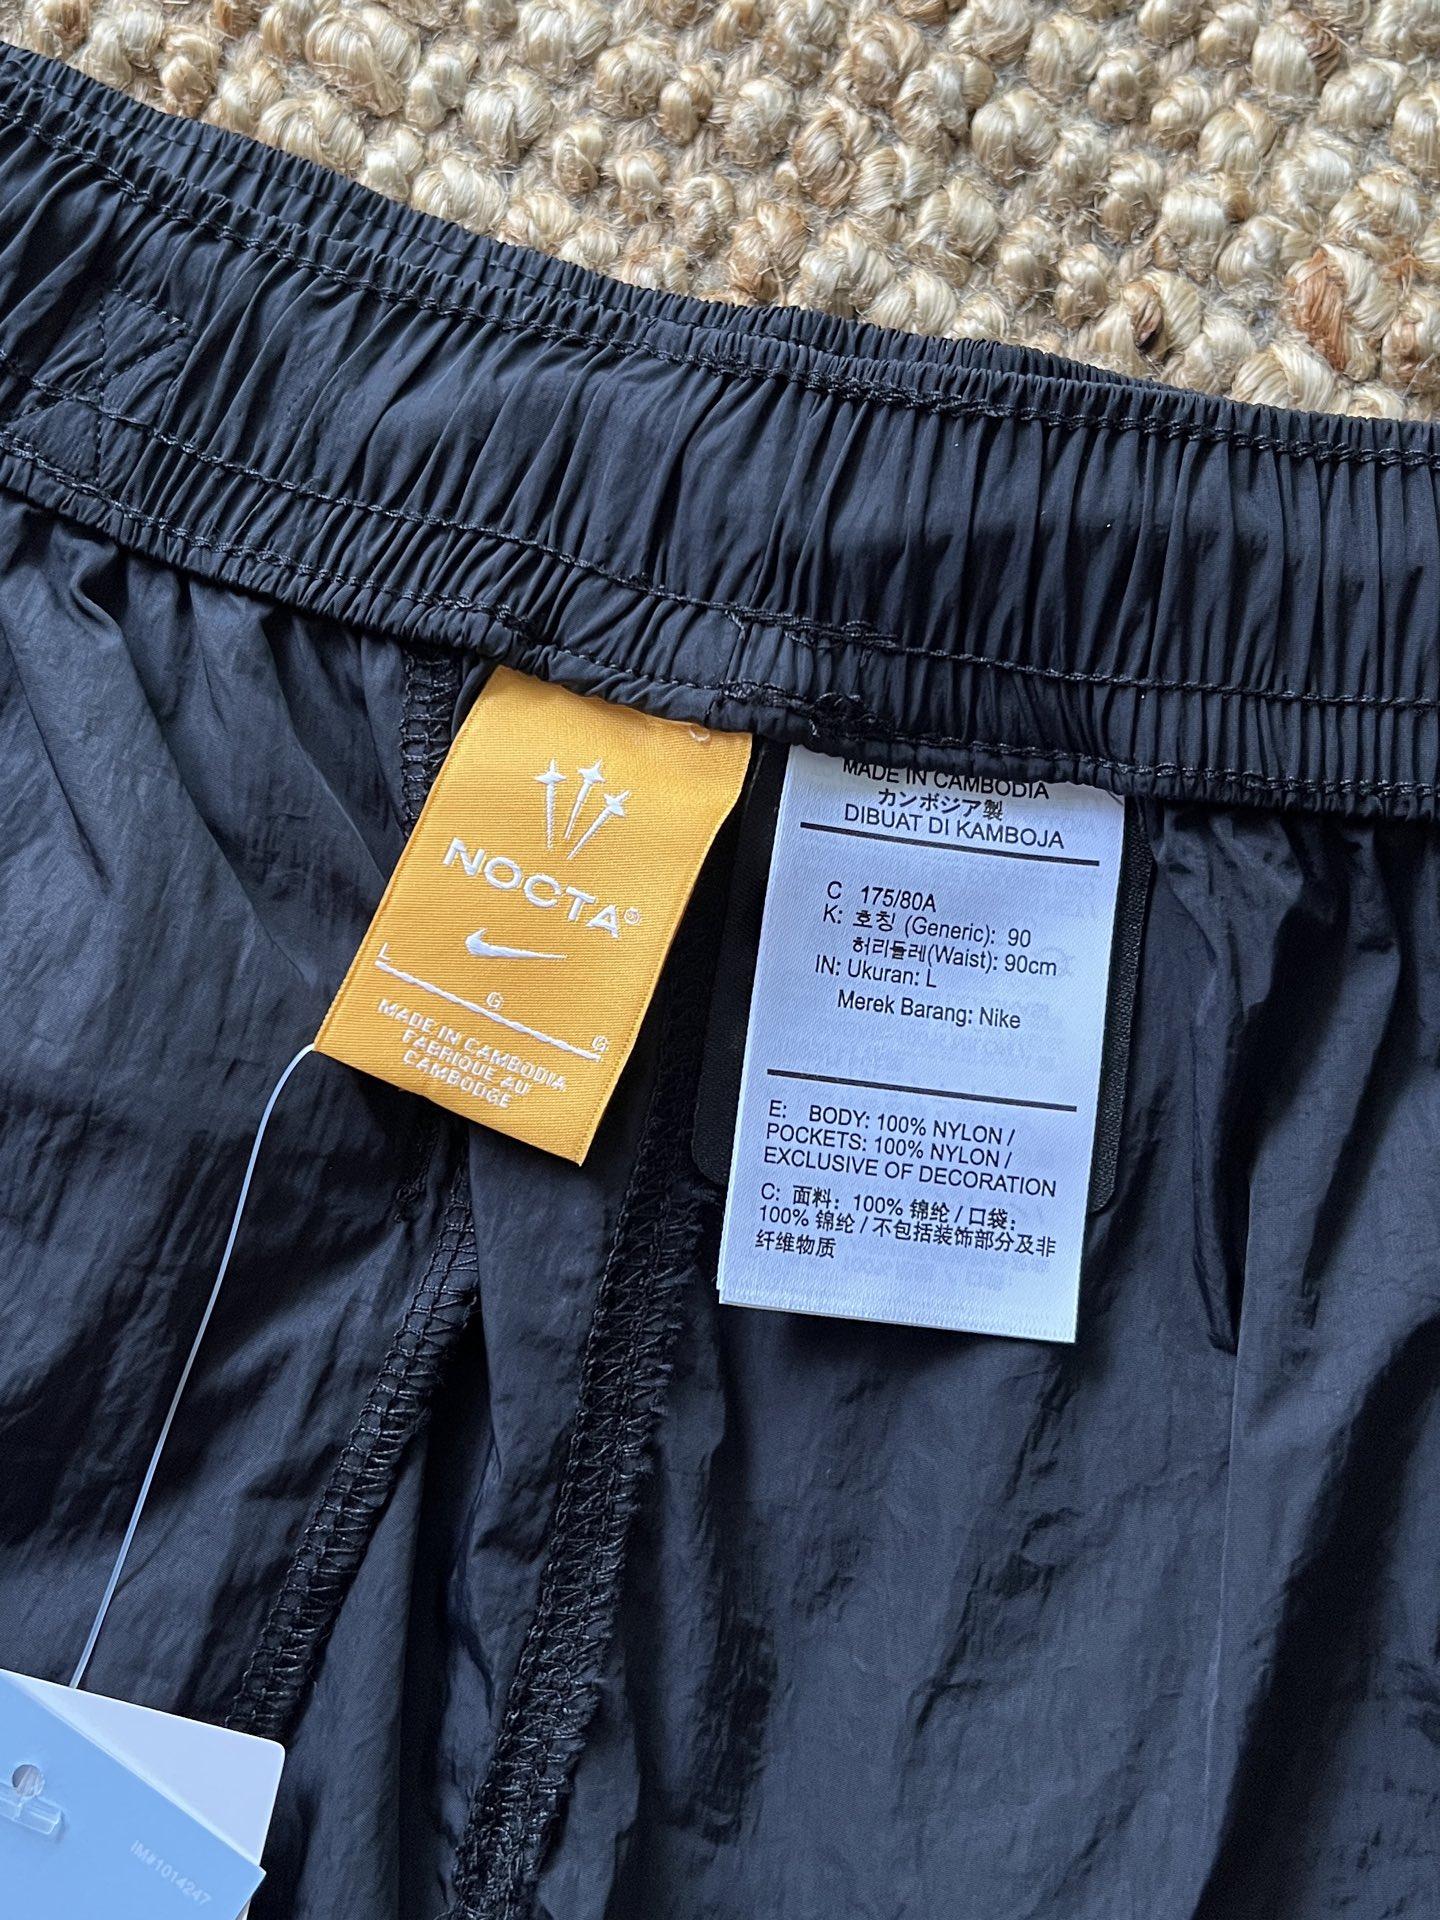 NOCTA®
L
G
G
MADE IN CAMBODIA
FABRIQUE AU
CAMBODGE
MADE IN CAMBODIA
カンボジア製
DIBUAT DI KAMBOJA
C 175/80A
K: 호칭 (Generic): 90
허리둘레(Waist): 90cm
IN: Ukuran: L
Merek Barang: Nike
E: BODY: 100% NYLON /
POCKETS: 100% NYLON /
EXCLUSIVE OF DECORATION
C: 面料: 100% 锦纶 / 口袋:
100% 锦纶 / 不包括装饰部分及非
纤维物质
IM#1014247